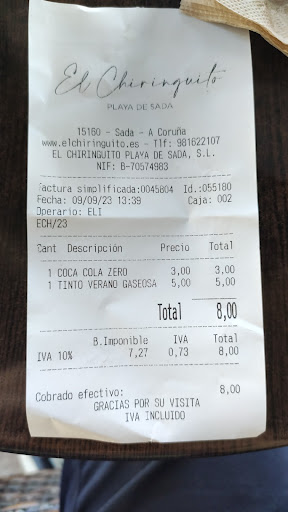 El Chiringuito
PLAYA DE SADA
15160 - Sada - A Coruña
www.elchiringuito.es - Tlf: 981622107
EL CHIRINGUITO PLAYA DE SADA, S.L.
NIF: B-70574983
Factura simplificada:0045804 Id.:055180
Fecha: 09/09/23 13:39 Caja: 002
Operario: ELI
ECH/23
Cant Descripción Precio Total
1 COCA COLA ZERO 3,00 3,00
1 TINTO VERANO GASEOSA 5,00 5,00
Total 8,00
B.Imponible IVA Total
IVA 10% 7,27 0,73 8,00
Cobrado efectivo: 8,00
GRACIAS POR SU VISITA
IVA INCLUIDO